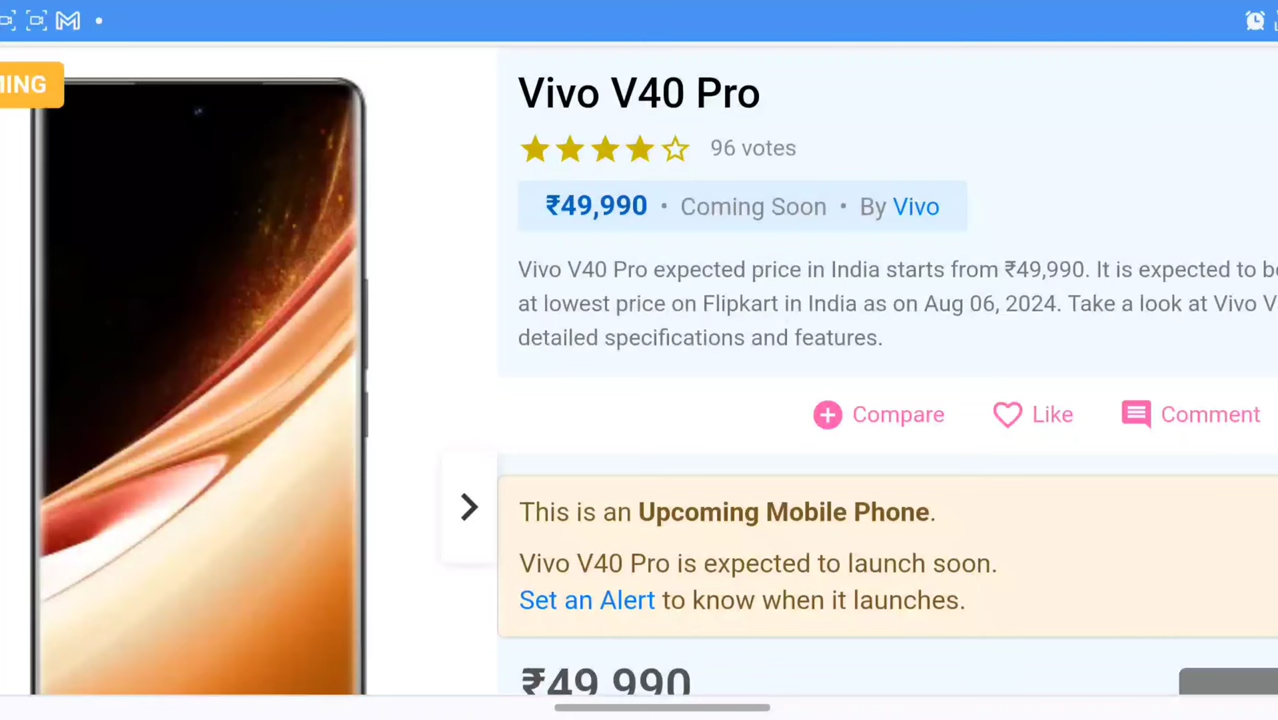 MING
Vivo V40 Pro
96 votes
₹49,990 • Coming Soon • By Vivo
Vivo V40 Pro expected price in India starts from ₹49,990. It is expected to b
at lowest price on Flipkart in India as on Aug 06, 2024. Take a look at Vivo V
detailed specifications and features.
Compare Like Comment
This is an Upcoming Mobile Phone.
Vivo V40 Pro is expected to launch soon.
Set an Alert to know when it launches.
₹49,990